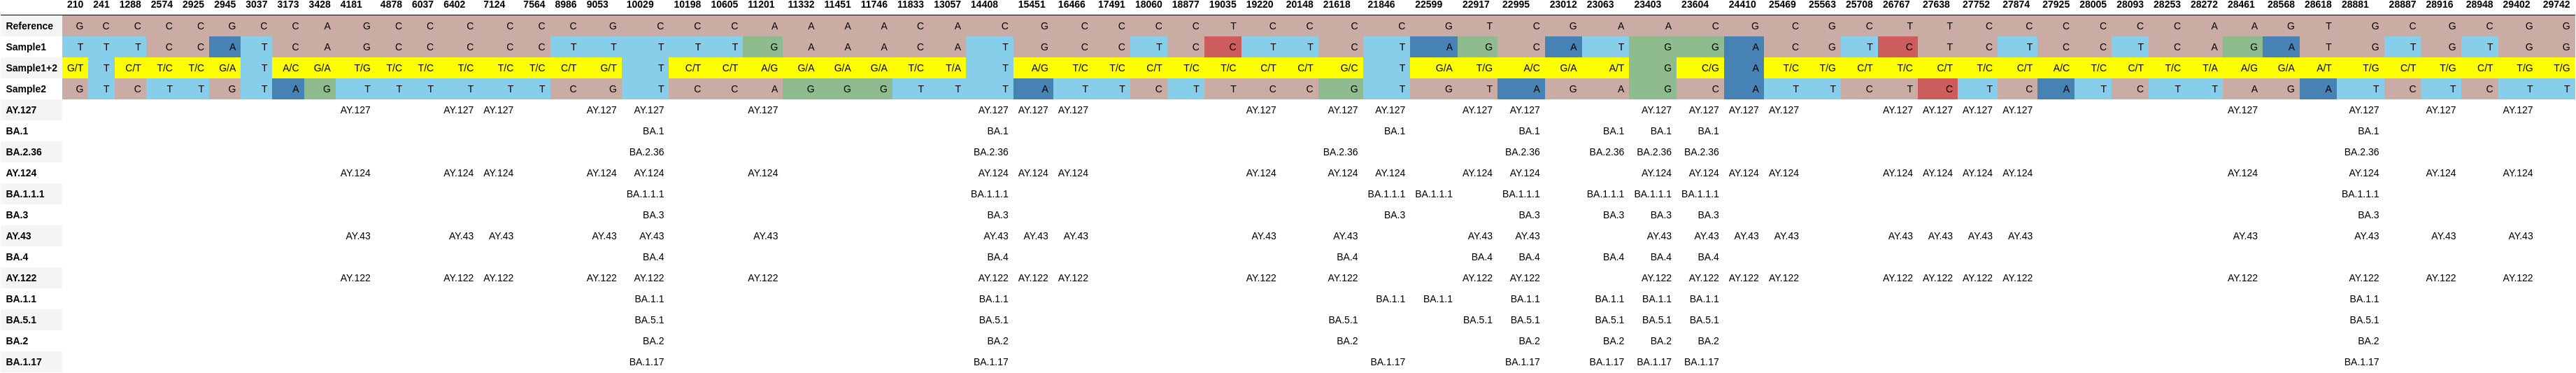 210 241 1288 2574 2925 2945 3037 3173 3428 4181 4878 6037 6402 7124 7564 8986 9053 10029 10198 10605 11201 11332 11451 11746 11833 13057 14408 15451 16466 17491 18060 18877 19035 19220 20148 21618 21846 22599 22917 22995 23012 23063 23403 23604 24410 25469 25563 25708 26767 27638 27752 27874 27925 28005 28093 28253 28272 28461 28568 28618 28881 28887 28916 28948 29402 29742
Reference G C C C C G C C A G C C C C C C G C C C A A A A C A C G C C C C T C C C C G T C G A A C G C G C T T C C C C C C A A G T G C G C G G
Sample1 T T T C C A T C A G C C C C C T T T T T G A A A C A T G C C T C C T T C T A G C A T G G A C G T C T C T C C T C A G A T G T G T G G
Sample1+2 G/T T C/T T/C T/C G/A T A/C G/A T/G T/C T/C T/C T/C T/C C/T G/T T C/T C/T A/G G/A G/A G/A T/C T/A T A/G T/C T/C C/T T/C T/C C/T C/T G/C T G/A T/G A/C G/A A/T G C/G A T/C T/G C/T T/C C/T T/C C/T A/C T/C C/T T/C T/A A/G G/A A/T T/G C/T T/G C/T T/G T/G
Sample2 G T C T T G T A G T T T T T T C G T C C A G G G T T T A T T C T T C C G T G T A G A G C A T T C T C T C A T C T T A G A T C T C T T
AY.127 AY.127 AY.127 AY.127 AY.127 AY.127 AY.127 AY.127 AY.127 AY.127 AY.127 AY.127 AY.127 AY.127 AY.127 AY.127 AY.127 AY.127 AY.127 AY.127 AY.127 AY.127 AY.127 AY.127 AY.127 AY.127 AY.127
BA.1 BA.1 BA.1 BA.1 BA.1 BA.1 BA.1 BA.1 BA.1
BA.2.36 BA.2.36 BA.2.36 BA.2.36 BA.2.36 BA.2.36 BA.2.36 BA.2.36 BA.2.36
AY.124 AY.124 AY.124 AY.124 AY.124 AY.124 AY.124 AY.124 AY.124 AY.124 AY.124 AY.124 AY.124 AY.124 AY.124 AY.124 AY.124 AY.124 AY.124 AY.124 AY.124 AY.124 AY.124 AY.124 AY.124 AY.124 AY.124
BA.1.1.1 BA.1.1.1 BA.1.1.1 BA.1.1.1 BA.1.1.1 BA.1.1.1 BA.1.1.1 BA.1.1.1 BA.1.1.1 BA.1.1.1
BA.3 BA.3 BA.3 BA.3 BA.3 BA.3 BA.3 BA.3 BA.3
AY.43 AY.43 AY.43 AY.43 AY.43 AY.43 AY.43 AY.43 AY.43 AY.43 AY.43 AY.43 AY.43 AY.43 AY.43 AY.43 AY.43 AY.43 AY.43 AY.43 AY.43 AY.43 AY.43 AY.43 AY.43 AY.43
BA.4 BA.4 BA.4 BA.4 BA.4 BA.4 BA.4 BA.4 BA.4
AY.122 AY.122 AY.122 AY.122 AY.122 AY.122 AY.122 AY.122 AY.122 AY.122 AY.122 AY.122 AY.122 AY.122 AY.122 AY.122 AY.122 AY.122 AY.122 AY.122 AY.122 AY.122 AY.122 AY.122 AY.122 AY.122
BA.1.1 BA.1.1 BA.1.1 BA.1.1 BA.1.1 BA.1.1 BA.1.1 BA.1.1 BA.1.1 BA.1.1
BA.5.1 BA.5.1 BA.5.1 BA.5.1 BA.5.1 BA.5.1 BA.5.1 BA.5.1 BA.5.1 BA.5.1
BA.2 BA.2 BA.2 BA.2 BA.2 BA.2 BA.2 BA.2 BA.2
BA.1.17 BA.1.17 BA.1.17 BA.1.17 BA.1.17 BA.1.17 BA.1.17 BA.1.17 BA.1.17